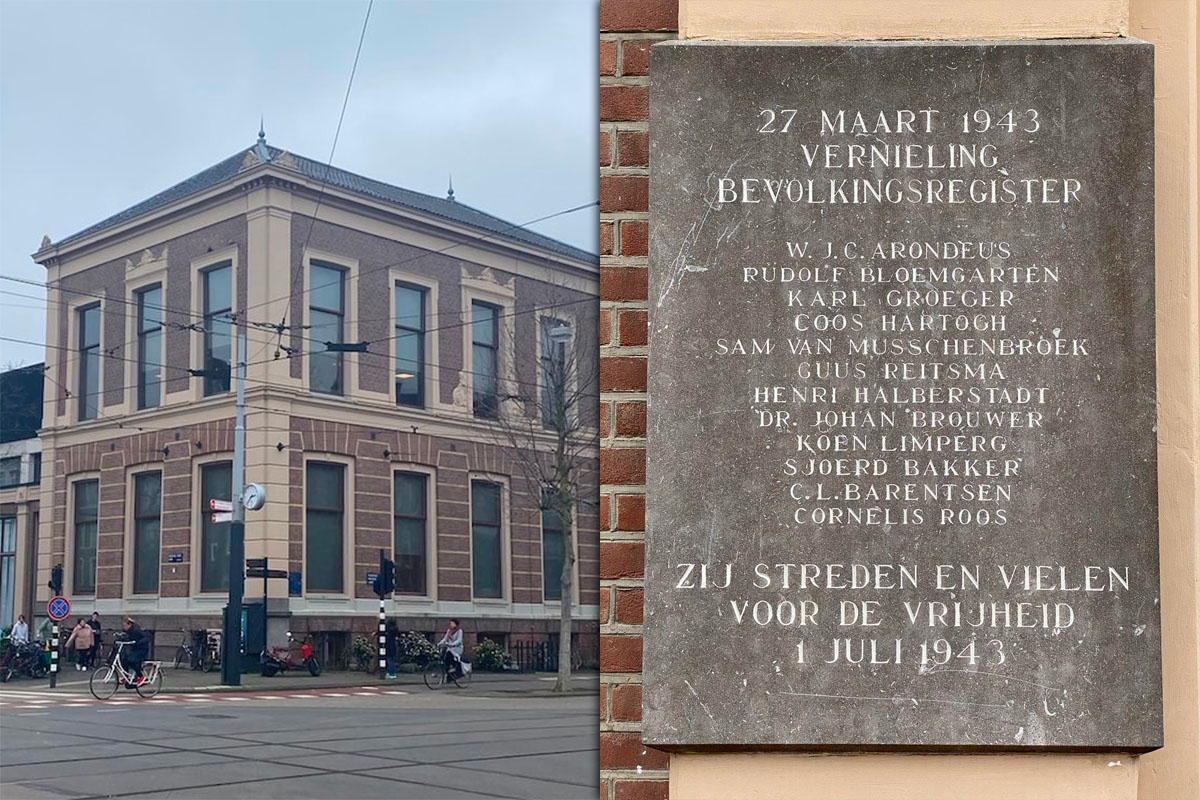 27 MAART 1943
VERNIELING
BEVOLKINGSREGISTER
W. J. C. ARONDEUS
RUDOLF BLOEMGARTEN
KARL GROEGER
COOS HARTOGH
SAM VAN MUSSCHENBROEK
GUUS REITSMA
HENRI HALBERSTADT
DR. JOHAN BROUWER
KOEN LIMPERG
SJOERD BAKKER
C. L. BARENTSEN
CORNELIS ROOS
ZIJ STREDEN EN VIELEN
VOOR DE VRIJHEID
1 JULI 1943